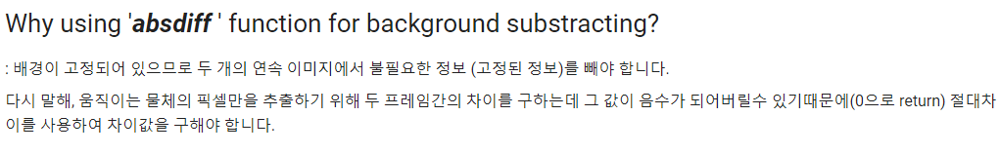 Why using 'absdiff ' function for background substracting?
: 배경이 고정되어 있으므로 두 개의 연속 이미지에서 불필요한 정보 (고정된 정보)를 빼야 합니다.
다시 말해, 움직이는 물체의 픽셀만을 추출하기 위해 두 프레임간의 차이를 구하는데 그 값이 음수가 되어버릴수 있기때문에(0으로 return) 절대차
이를 사용하여 차이값을 구해야 합니다.